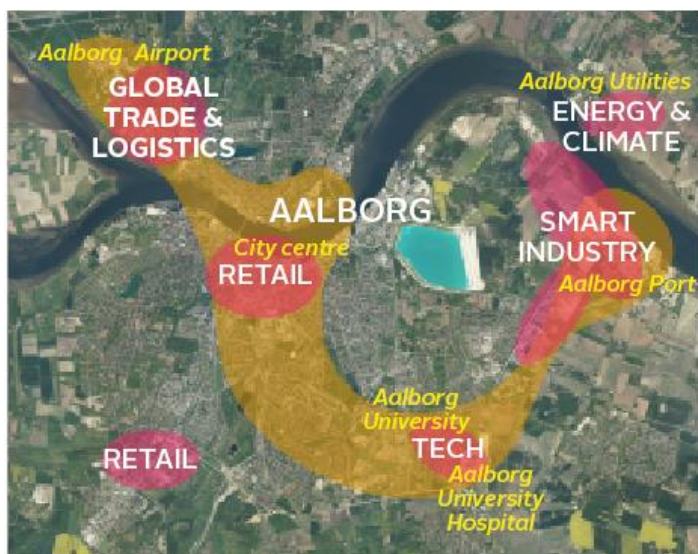 Aalborg Airport
GLOBAL
TRADE &
LOGISTICS
Aalborg Utilities
ENERGY &
CLIMATE
AALBORG
City centre
RETAIL
SMART
INDUSTRY
Aalborg Port
Aalborg
University
TECH
Aalborg
University
Hospital
RETAIL